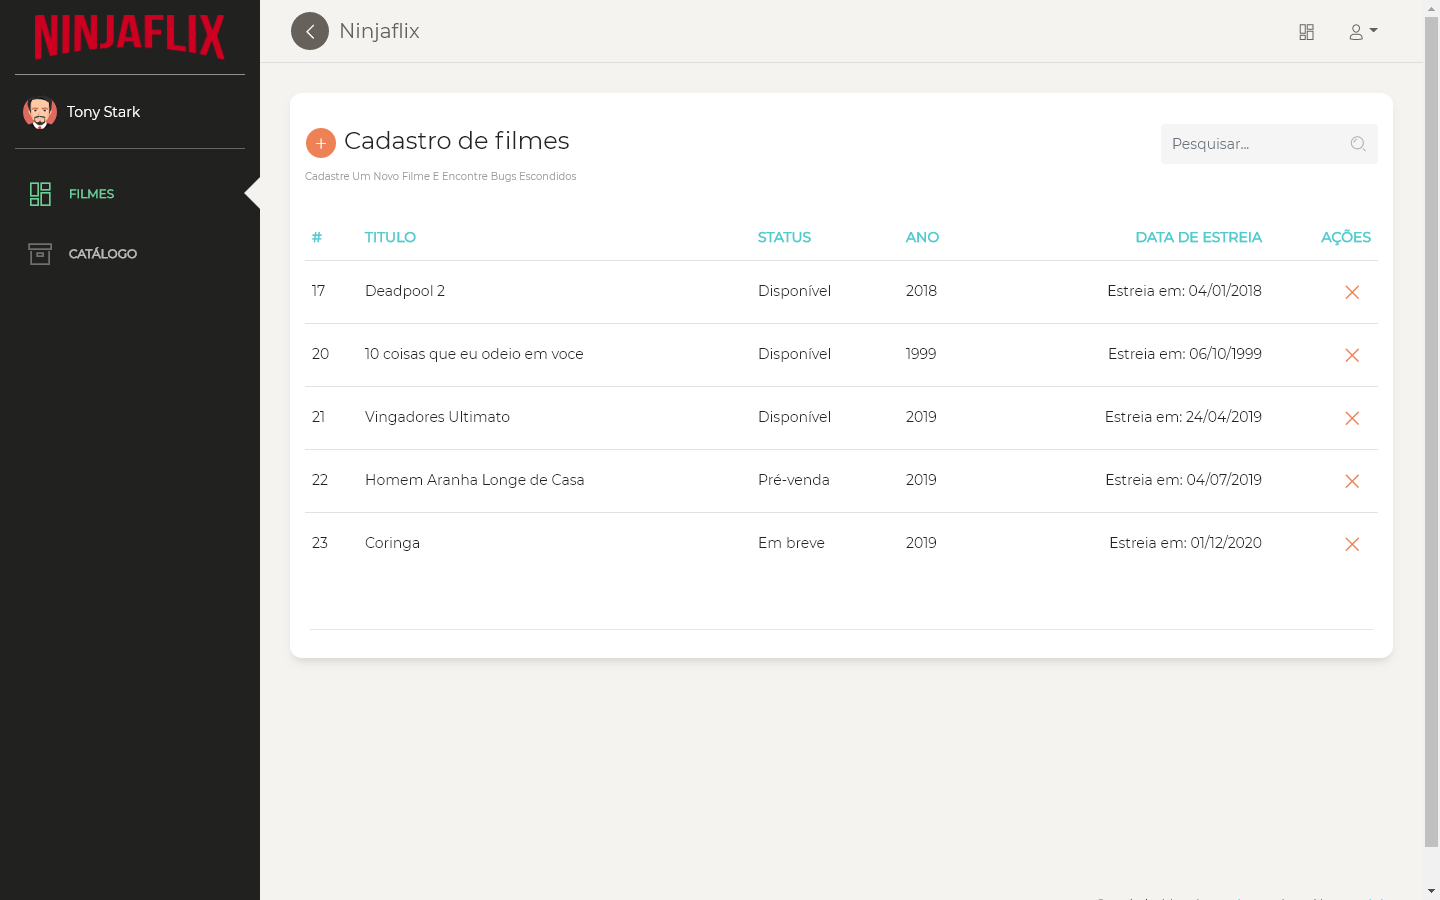 NINJAFLIX
Ninjaflix
Tony Stark
FILMES
CATÁLOGO
Cadastro de filmes
Pesquisar...
Cadastre Um Novo Filme E Encontre Bugs Escondidos
# TITULO STATUS ANO DATA DE ESTREIA AÇÕES
17 Deadpool 2 Disponível 2018 Estreia em: 04/01/2018
20 10 coisas que eu odeio em voce Disponível 1999 Estreia em: 06/10/1999
21 Vingadores Ultimato Disponível 2019 Estreia em: 24/04/2019
22 Homem Aranha Longe de Casa Pré-venda 2019 Estreia em: 04/07/2019
23 Coringa Em breve 2019 Estreia em: 01/12/2020